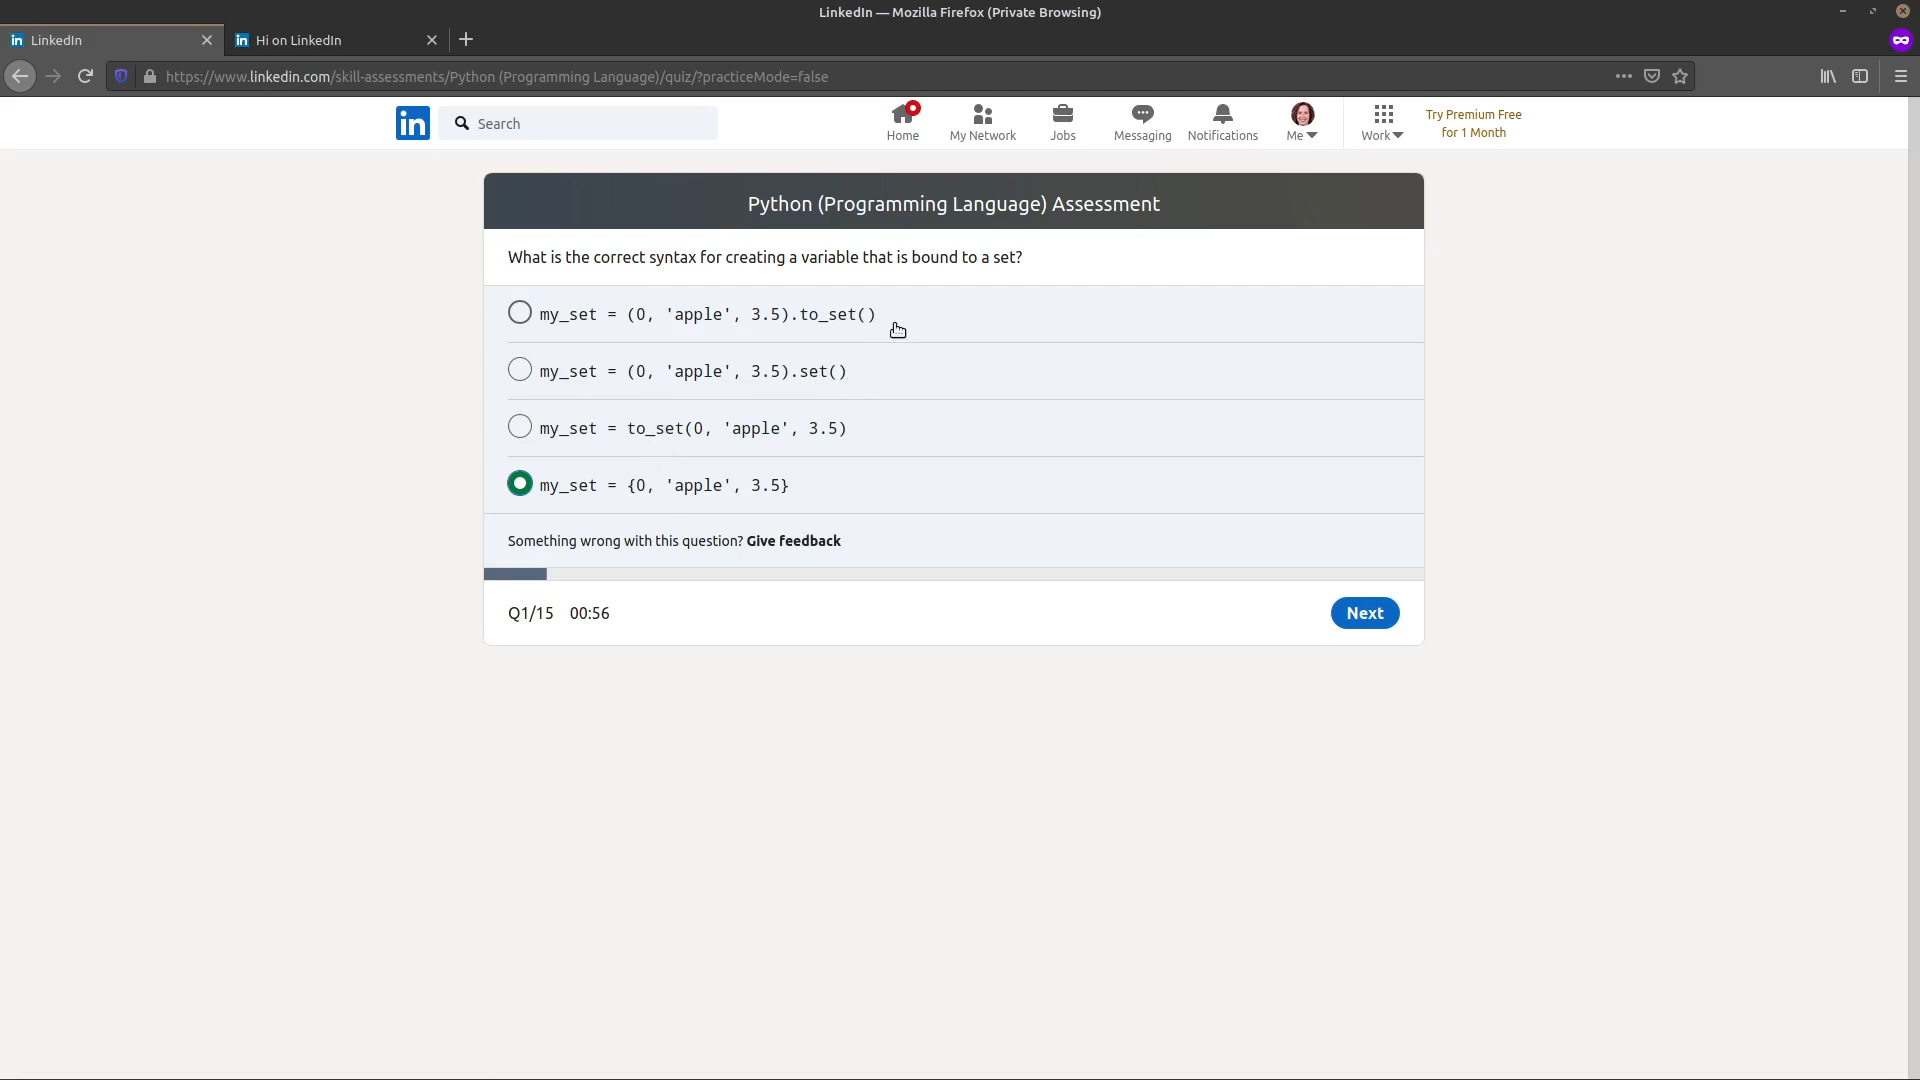 LinkedIn — Mozilla Firefox (Private Browsing)
in LinkedIn
in Hi on LinkedIn
https://www.linkedin.com/skill-assessments/Python (Programming Language)/quiz/?practiceMode=false
in
Search
Home
My Network
Jobs
Messaging
Notifications
Me
Work
Try Premium Free
for 1 Month
Python (Programming Language) Assessment
What is the correct syntax for creating a variable that is bound to a set?
my_set = (0, 'apple', 3.5).to_set()
my_set = (0, 'apple', 3.5).set()
my_set = to_set(0, 'apple', 3.5)
my_set = {0, 'apple', 3.5}
Something wrong with this question? Give feedback
Q1/15 00:56
Next